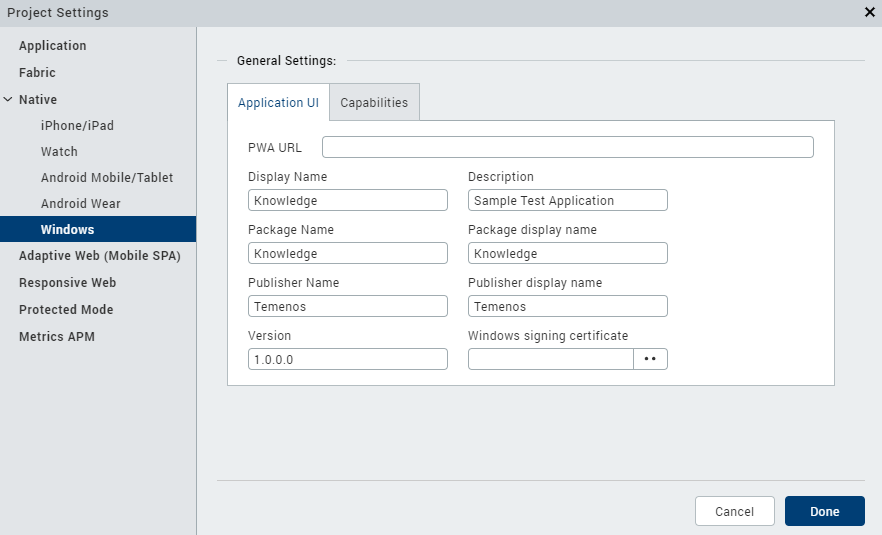 Project Settings
Application
Fabric
Native
iPhone/iPad
Watch
Android Mobile/Tablet
Android Wear
Windows
Adaptive Web (Mobile SPA)
Responsive Web
Protected Mode
Metrics APM
General Settings:
Application UI Capabilities
PWA URL
Display Name Description
Knowledge Sample Test Application
Package Name Package display name
Knowledge Knowledge
Publisher Name Publisher display name
Temenos Temenos
Version Windows signing certificate
1.0.0.0
Cancel Done